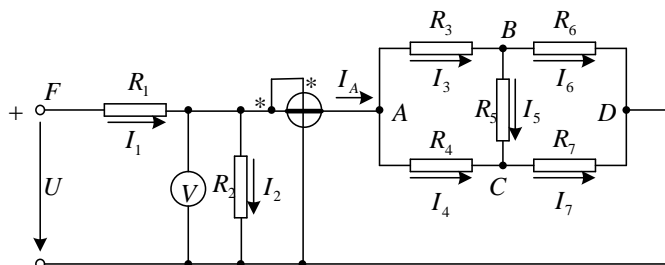 R3 B R6
F R1 * IA I3 I6
+ * A R5 I5 D
I1 R4 R7
U V R2 I2 C
I4 I7